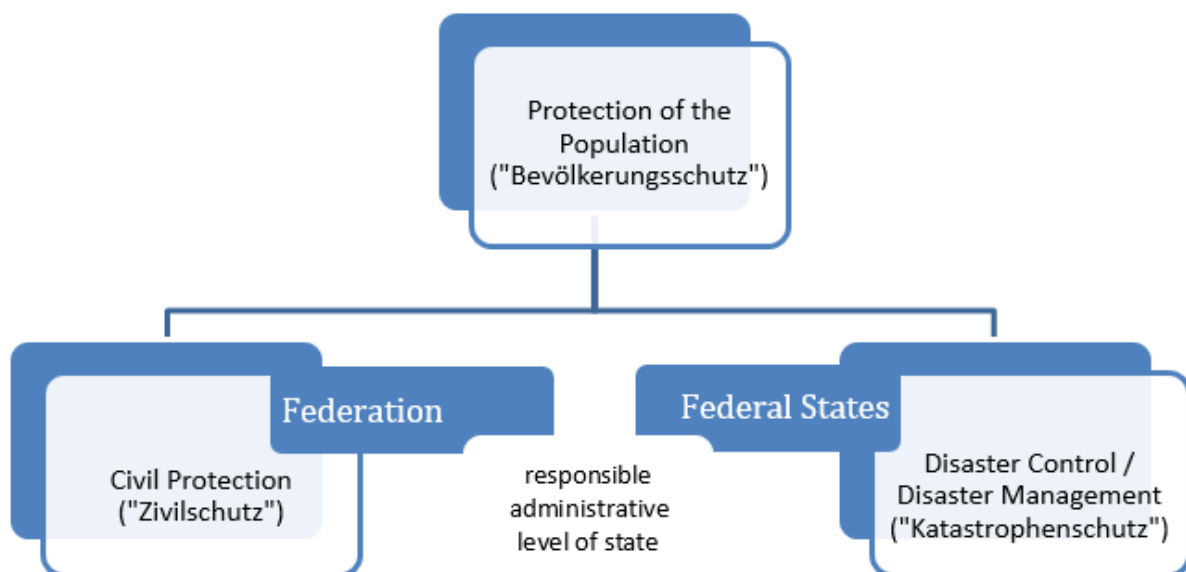 Protection of the
Population
("Bevölkerungsschutz")
Federation
Federal States
Civil Protection
("Zivilschutz")
responsible
administrative
level of state
Disaster Control /
Disaster Management
("Katastrophenschutz")